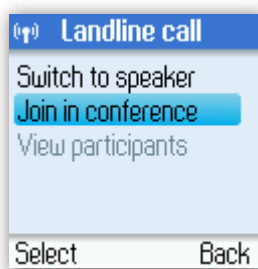 Landline call
Switch to speaker
Join in conference
View participants
Select Back